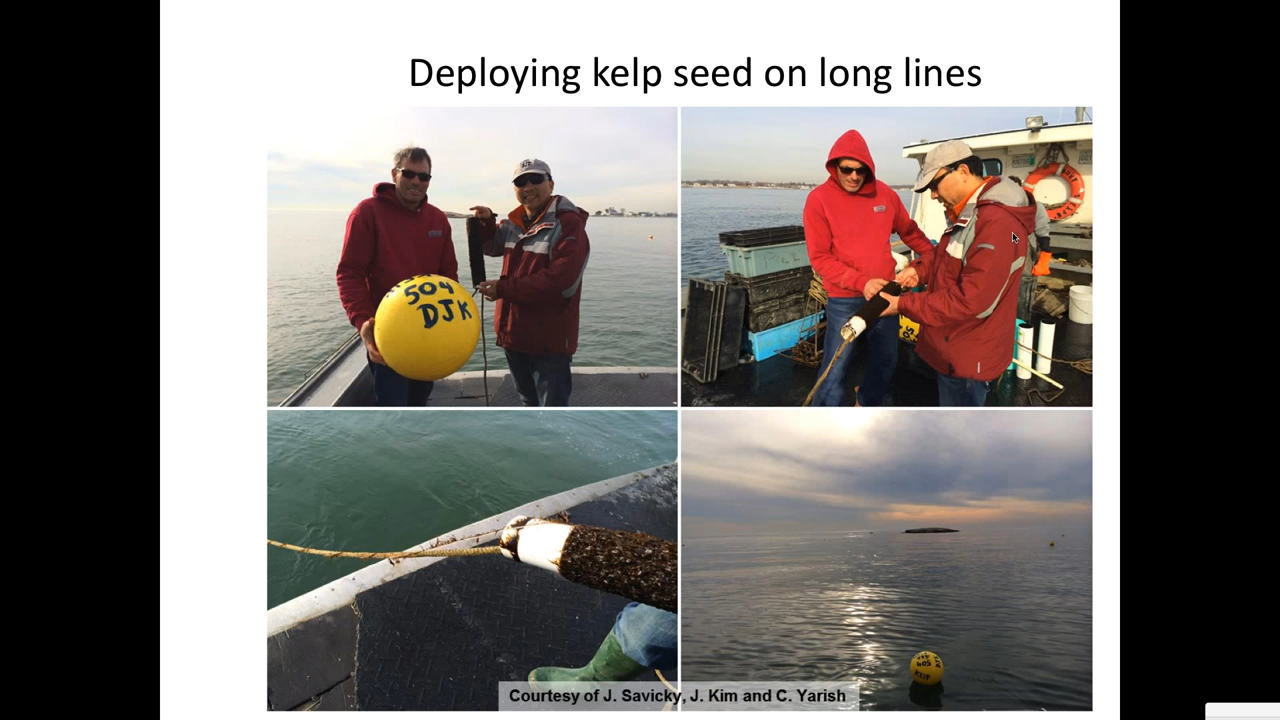 Deploying kelp seed on long lines
504
DJK
Courtesy of J. Savicky, J. Kim and C. Yarish